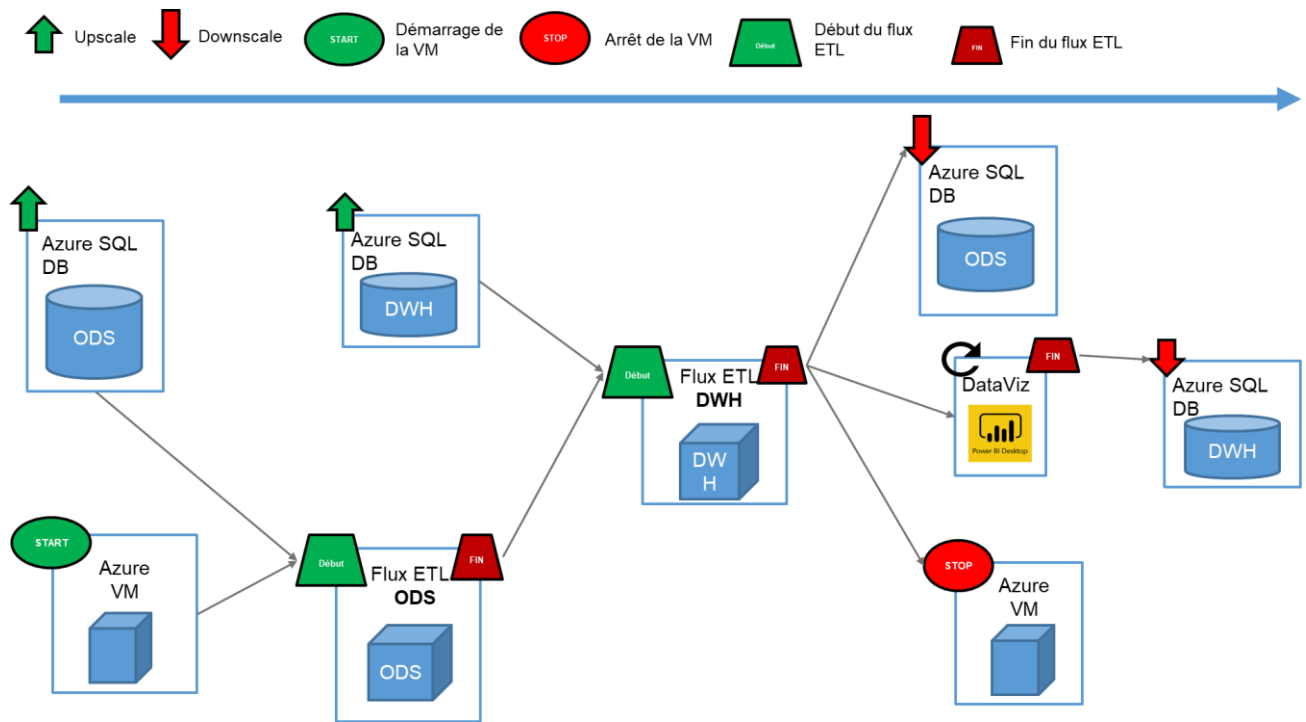 Upscale
Downscale
START
Démarrage de
la VM
STOP
Arrêt de la VM
Début
Début du flux
ETL
FIN
Fin du flux ETL
Azure SQL
DB
ODS
Azure SQL
DB
DWH
Azure SQL
DB
ODS
Début
Flux ETL
DWH
FIN
DW
H
FIN
DataViz
Power BI Desktop
Azure SQL
DB
DWH
START
Azure
VM
Début
Flux ETL
ODS
FIN
ODS
STOP
Azure
VM